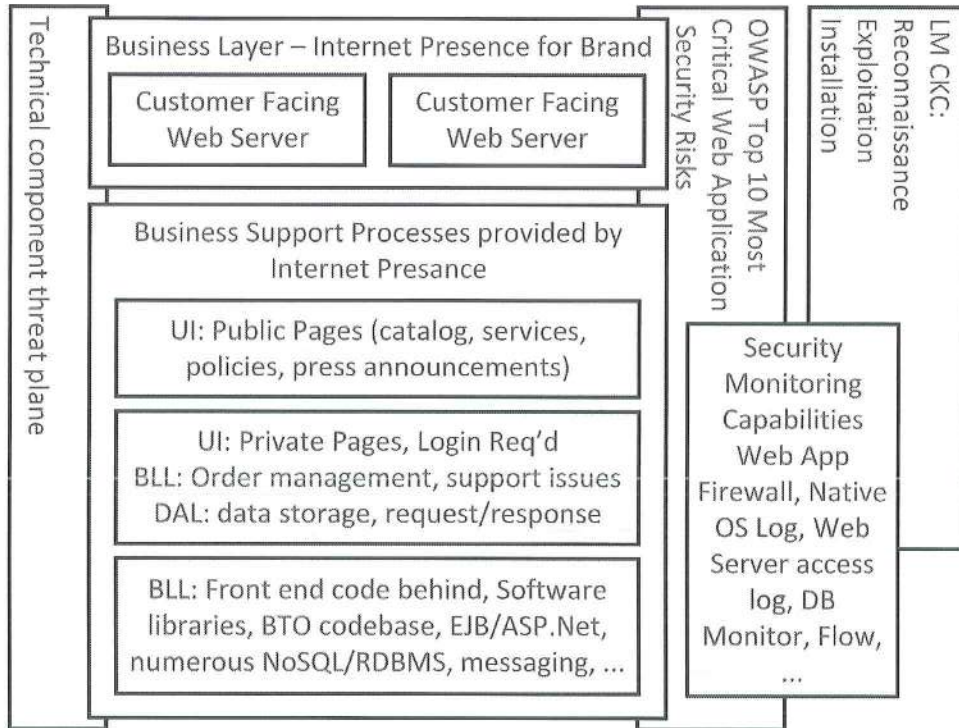 Technical component threat plane
Business Layer – Internet Presence for Brand
Customer Facing
Web Server
Customer Facing
Web Server
Business Support Processes provided by
Internet Presance
UI: Public Pages (catalog, services,
policies, press announcements)
UI: Private Pages, Login Req'd
BLL: Order management, support issues
DAL: data storage, request/response
BLL: Front end code behind, Software
libraries, BTO codebase, EJB/ASP.Net,
numerous NoSQL/RDBMS, messaging, ...
OWASP Top 10 Most
Critical Web Application
Security Risks
LM CKC:
Reconnaissance
Exploitation
Installation
Security
Monitoring
Capabilities
Web App
Firewall, Native
OS Log, Web
Server access
log, DB
Monitor, Flow,
...